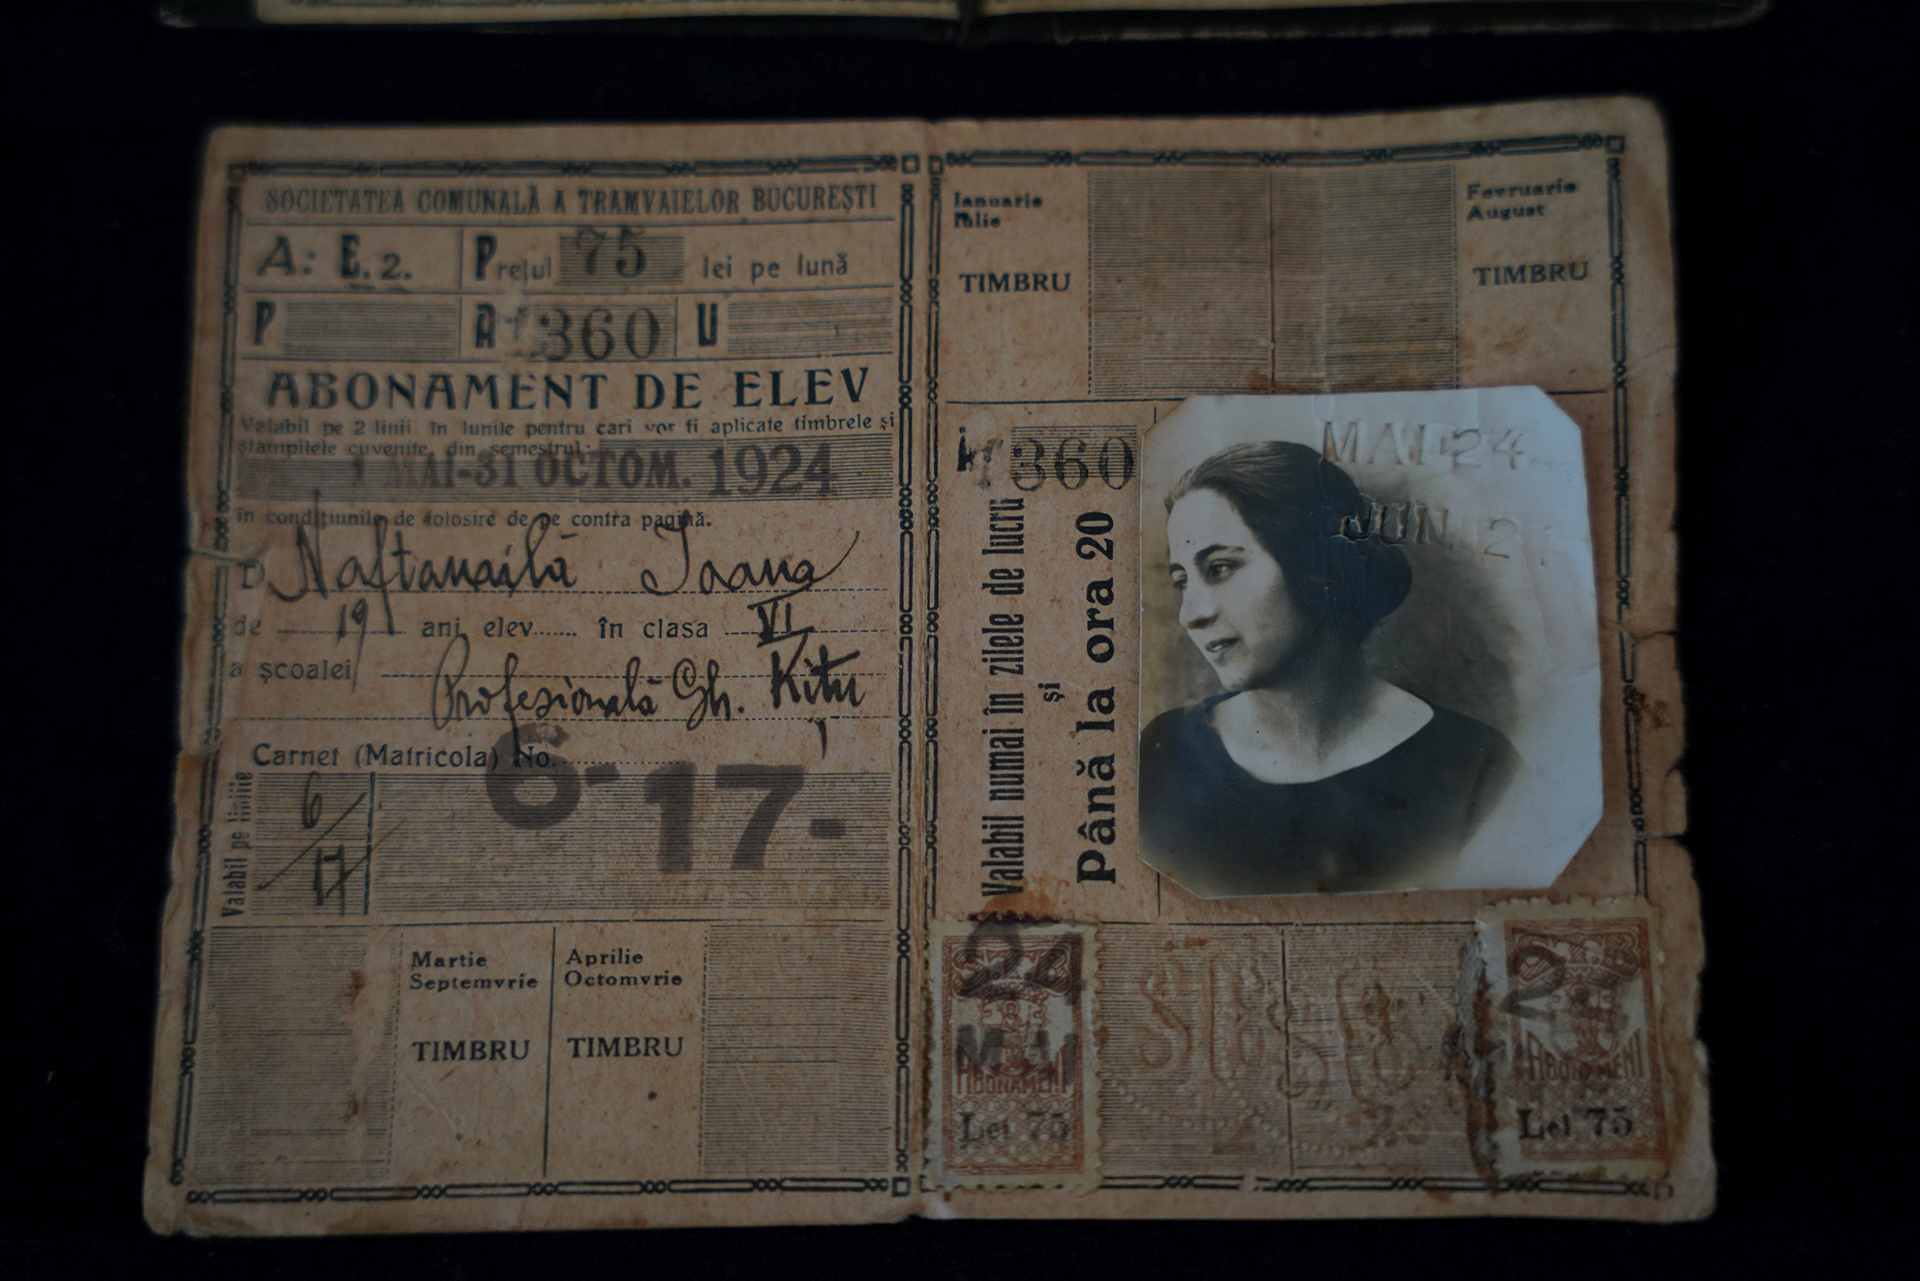 SOCIETATEA COMUNALĂ A TRAMVAIELOR BUCUREȘTI
A: E. 2. Prețul 75 lei pe lună
P A 360 U
ABONAMENT DE ELEV
Valabil pe 2 linii în lunile pentru cari vor fi aplicate timbrele și
ștampilele cuvenite, din semestrul:
1 MAI-31 OCTOM. 1924
în condițiunile de folosire de pe contra pagină.
D Naftanailă Ioana
de 19 ani, elev...... în clasa VI
a școalei
Profesională Gh. Kitu
Carnet (Matricola) No.
6-17-
Valabil pe liniile
6/17
Martie
Septemvrie
TIMBRU
Aprilie
Octomvrie
TIMBRU
Ianuarie
Iulie
TIMBRU
Fevruarie
August
TIMBRU
360
Valabil numai în zilele de lucru
și
Până la ora 20
MAI 24
JUN. 2
24
MAI
ABONAMENT
Lei 75
ABONAMENT
Lei 75